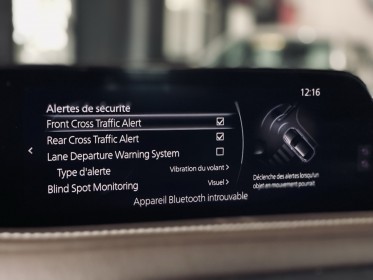 12:16
Alertes de sécurité
Front Cross Traffic Alert
Rear Cross Traffic Alert
Lane Departure Warning System
Type d'alerte Vibration du volant >
Blind Spot Monitoring Visuel >
Déclenche des alertes lorsqu'un
objet en mouvement pourrait
Appareil Bluetooth introuvable